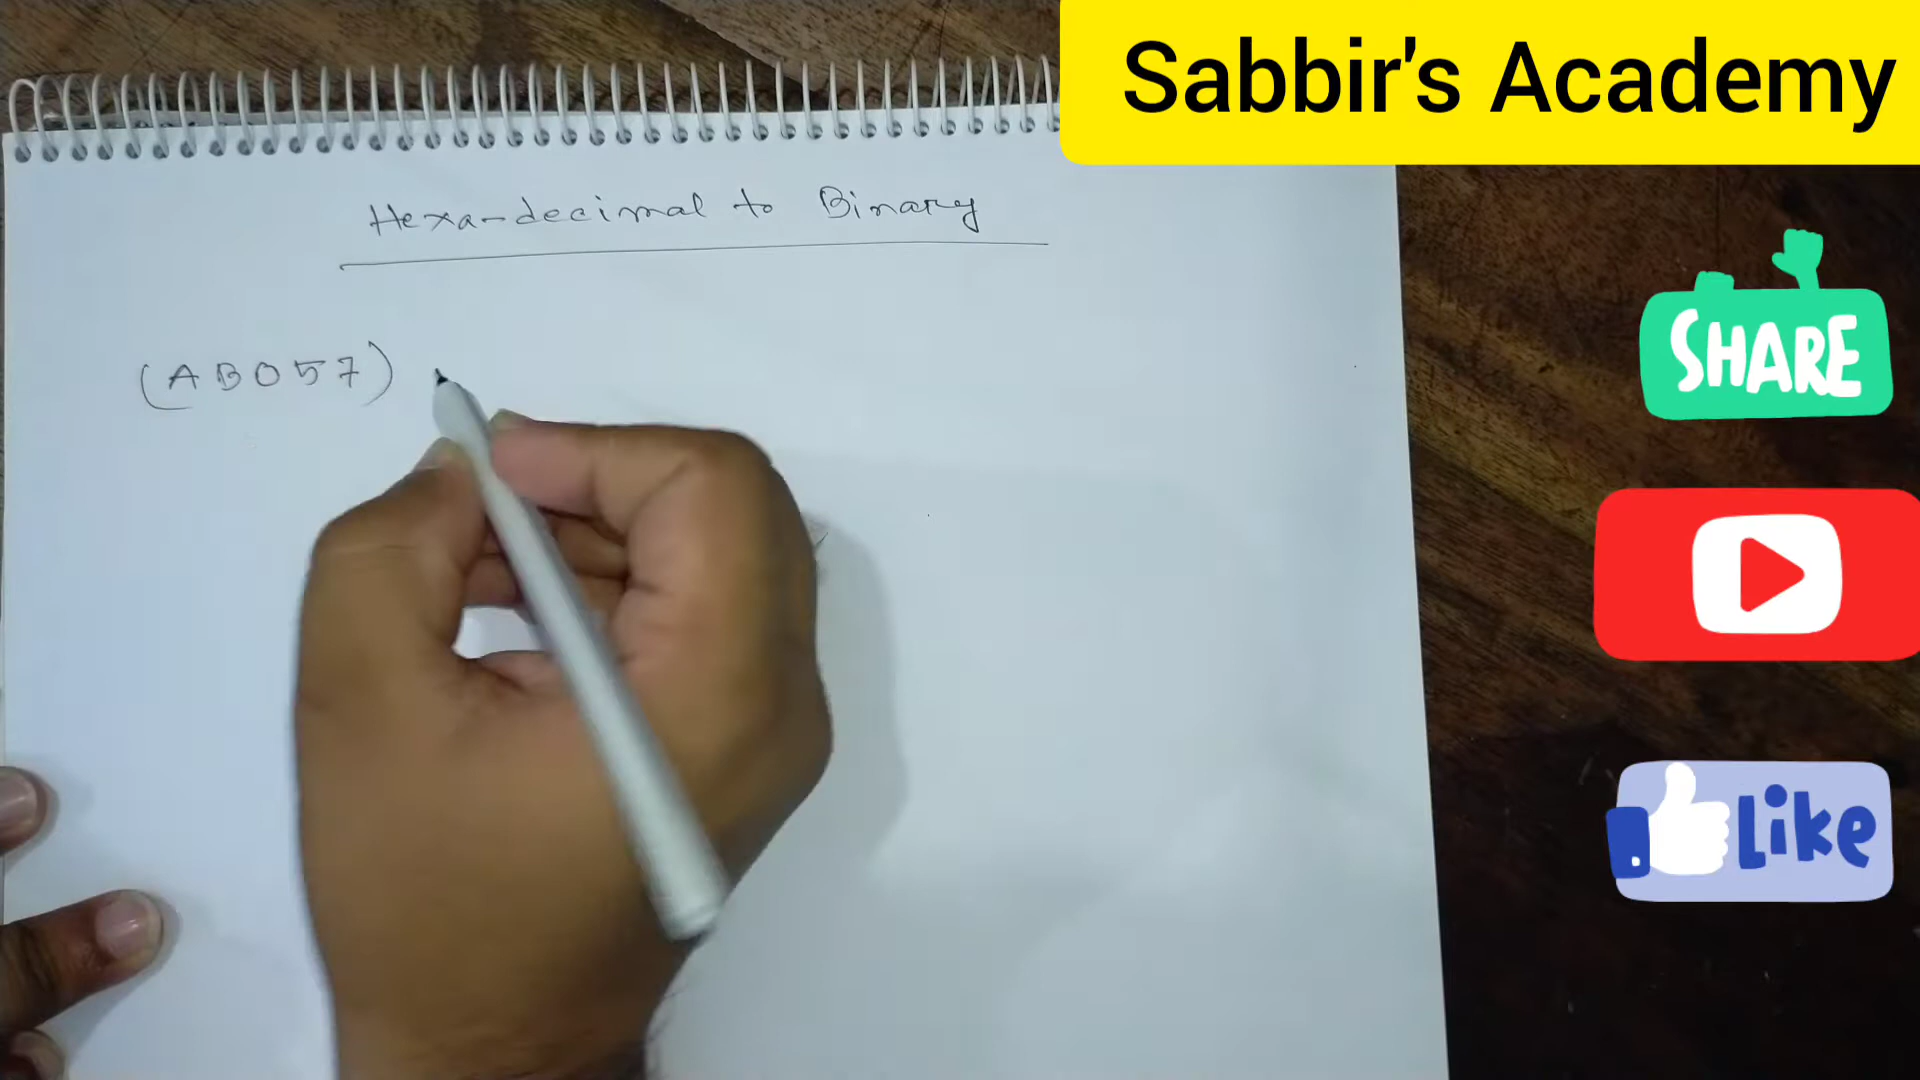 Sabbir's Academy
Hexa-decimal to Binary
(AB057)
SHARE
Like